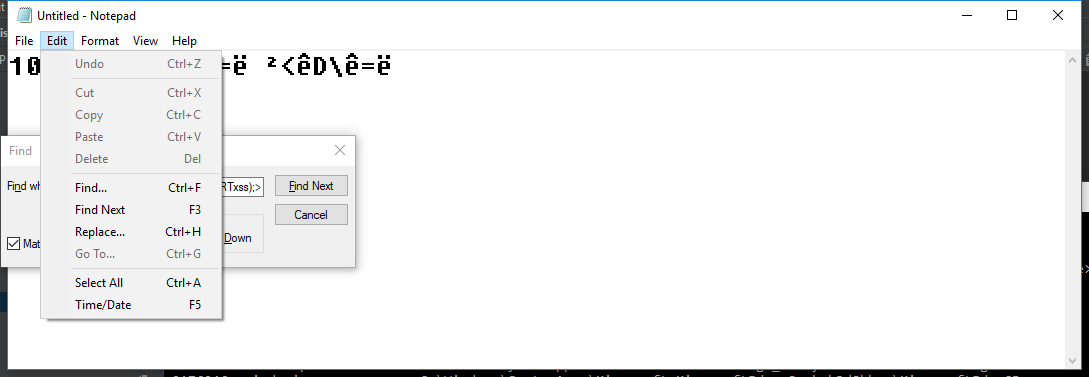 Untitled - Notepad
File Edit Format View Help
10 =ë ²<êD\ê=ë
Undo Ctrl+Z
Cut Ctrl+X
Copy Ctrl+C
Paste Ctrl+V
Delete Del
Find... Ctrl+F
Find Next F3
Replace... Ctrl+H
Go To... Ctrl+G
Select All Ctrl+A
Time/Date F5
Find
Find wh RTxss);> Find Next
Cancel
Mat Down